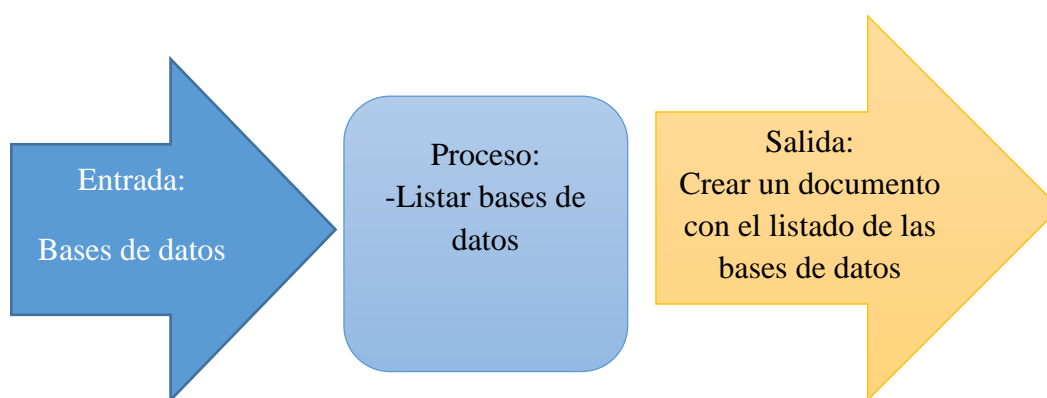 Entrada:
Bases de datos
Proceso:
-Listar bases de
datos
Salida:
Crear un documento
con el listado de las
bases de datos